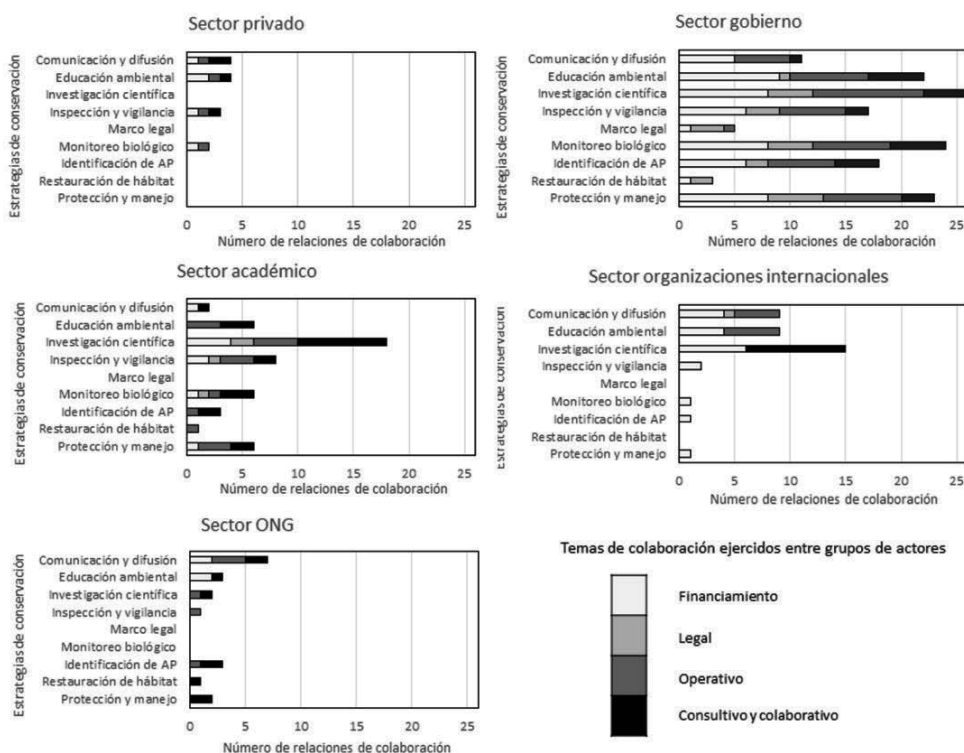 Sector privado
Estrategias de conservación
Comunicación y difusión
Educación ambiental
Investigación científica
Inspección y vigilancia
Marco legal
Monitoreo biológico
Identificación de AP
Restauración de hábitat
Protección y manejo
0 5 10 15 20 25
Número de relaciones de colaboración
Sector gobierno
Estrategias de conservación
Comunicación y difusión
Educación ambiental
Investigación científica
Inspección y vigilancia
Marco legal
Monitoreo biológico
Identificación de AP
Restauración de hábitat
Protección y manejo
0 5 10 15 20 25
Número de relaciones de colaboración
Sector académico
Estrategias de conservación
Comunicación y difusión
Educación ambiental
Investigación científica
Inspección y vigilancia
Marco legal
Monitoreo biológico
Identificación de AP
Restauración de hábitat
Protección y manejo
0 5 10 15 20 25
Número de relaciones de colaboración
Sector organizaciones internacionales
Estrategias de conservación
Comunicación y difusión
Educación ambiental
Investigación científica
Inspección y vigilancia
Marco legal
Monitoreo biológico
Identificación de AP
Restauración de hábitat
Protección y manejo
0 5 10 15 20 25
Número de relaciones de colaboración
Sector ONG
Estrategias de conservación
Comunicación y difusión
Educación ambiental
Investigación científica
Inspección y vigilancia
Marco legal
Monitoreo biológico
Identificación de AP
Restauración de hábitat
Protección y manejo
0 5 10 15 20 25
Número de relaciones de colaboración
Temas de colaboración ejercidos entre grupos de actores
Financiamiento
Legal
Operativo
Consultivo y colaborativo